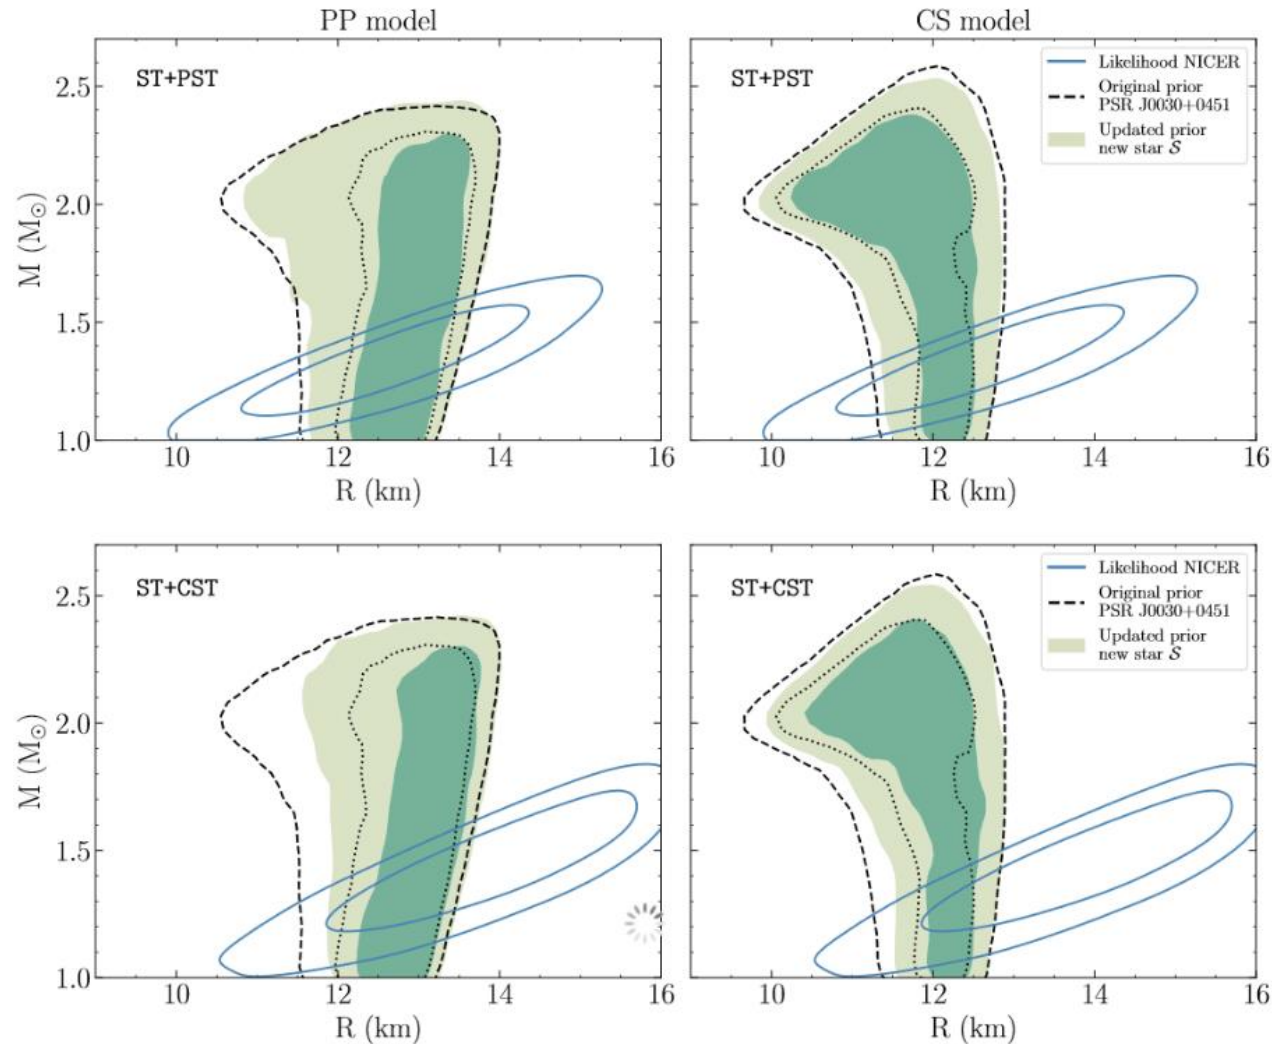 PP model
CS model
ST+PST
ST+PST
Likelihood NICER
Original prior
PSR J0030+0451
Updated prior
new star 𝒮
M (M☉)
2.5
2.0
1.5
1.0
10
12
14
16
10
12
14
16
R (km)
R (km)
ST+CST
ST+CST
Likelihood NICER
Original prior
PSR J0030+0451
Updated prior
new star 𝒮
M (M☉)
2.5
2.0
1.5
1.0
10
12
14
16
10
12
14
16
R (km)
R (km)